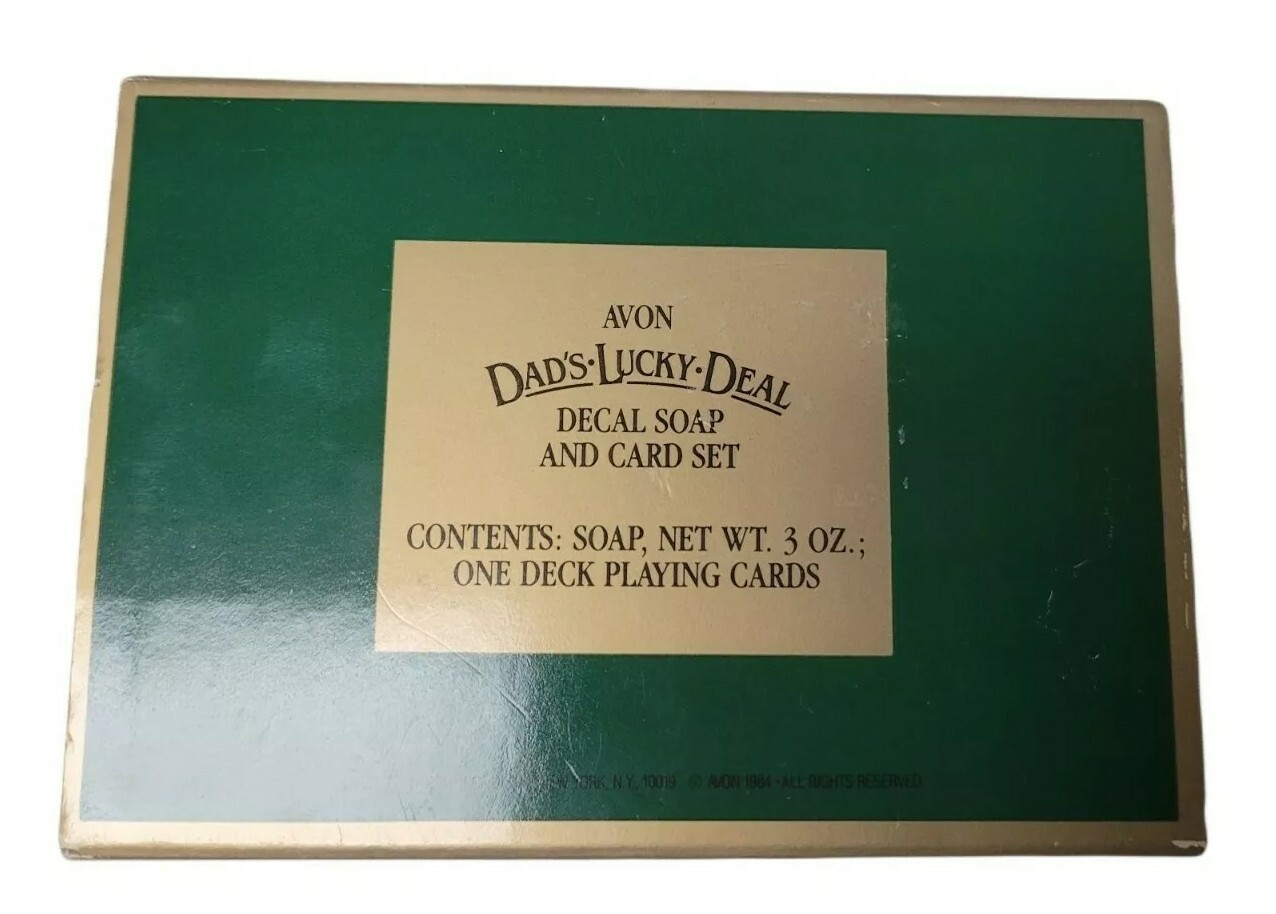 AVON
DAD'S·LUCKY·DEAL
DECAL SOAP
AND CARD SET
CONTENTS: SOAP, NET WT. 3 OZ.;
ONE DECK PLAYING CARDS
YORK, N.Y., 10019 © AVON 1984 - ALL RIGHTS RESERVED